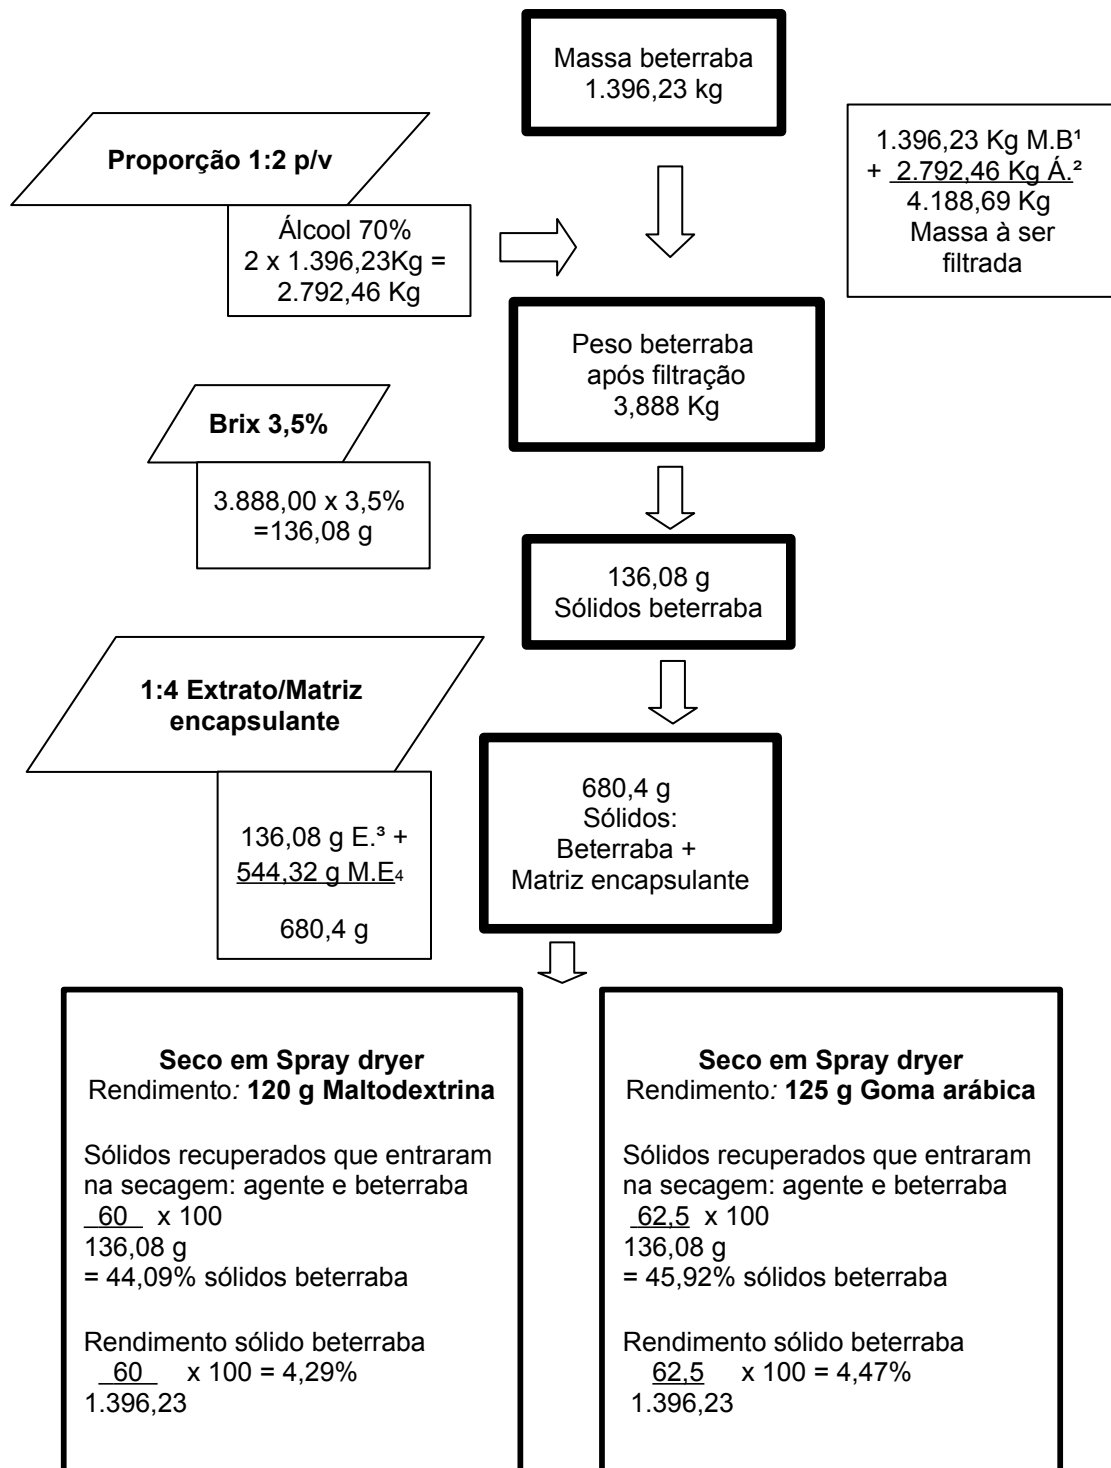 Massa beterraba
1.396,23 kg
Proporção 1:2 p/v
1.396,23 Kg M.B¹
+ 2.792,46 Kg Á.²
4.188,69 Kg
Massa à ser
filtrada
Álcool 70%
2 x 1.396,23Kg =
2.792,46 Kg
Peso beterraba
após filtração
3,888 Kg
Brix 3,5%
3.888,00 x 3,5%
=136,08 g
136,08 g
Sólidos beterraba
1:4 Extrato/Matriz
encapsulante
136,08 g E.³ +
544,32 g M.E₄
680,4 g
680,4 g
Sólidos:
Beterraba +
Matriz encapsulante
Seco em Spray dryer
Rendimento: 120 g Maltodextrina
Sólidos recuperados que entraram
na secagem: agente e beterraba
60 x 100
136,08 g
= 44,09% sólidos beterraba
Rendimento sólido beterraba
60 x 100 = 4,29%
1.396,23
Seco em Spray dryer
Rendimento: 125 g Goma arábica
Sólidos recuperados que entraram
na secagem: agente e beterraba
62,5 x 100
136,08 g
= 45,92% sólidos beterraba
Rendimento sólido beterraba
62,5 x 100 = 4,47%
1.396,23